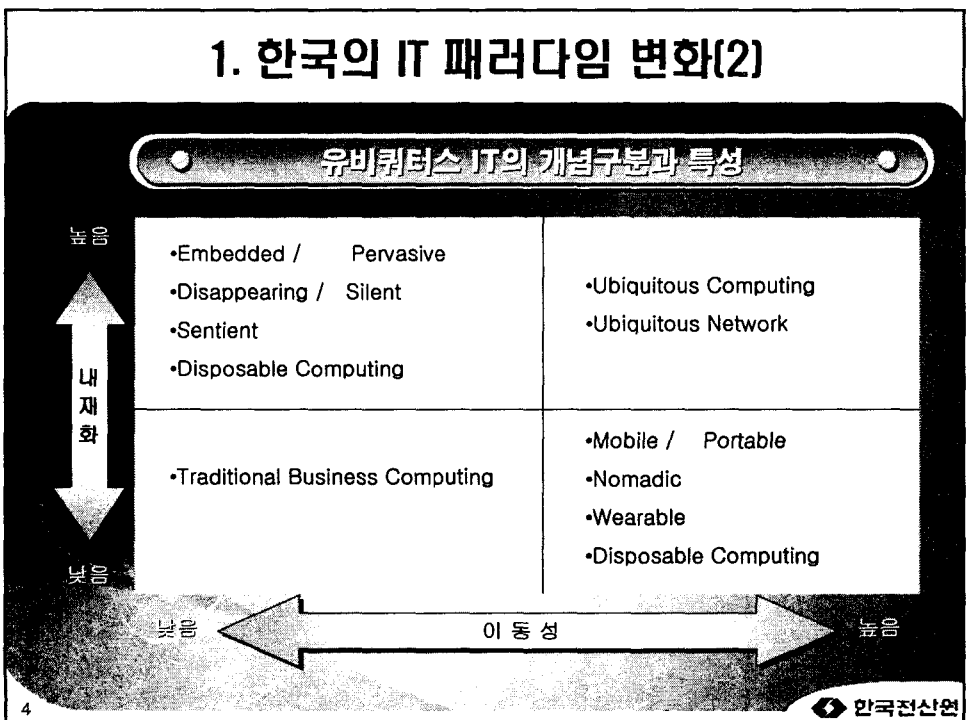 1. 한국의 IT 패러다임 변화(2)
유비쿼터스 IT의 개념구분과 특성
높음
내
재
화
낮음
•Embedded / Pervasive
•Disappearing / Silent
•Sentient
•Disposable Computing
•Ubiquitous Computing
•Ubiquitous Network
•Traditional Business Computing
•Mobile / Portable
•Nomadic
•Wearable
•Disposable Computing
낮음
이 동 성
높음
4
한국전산원